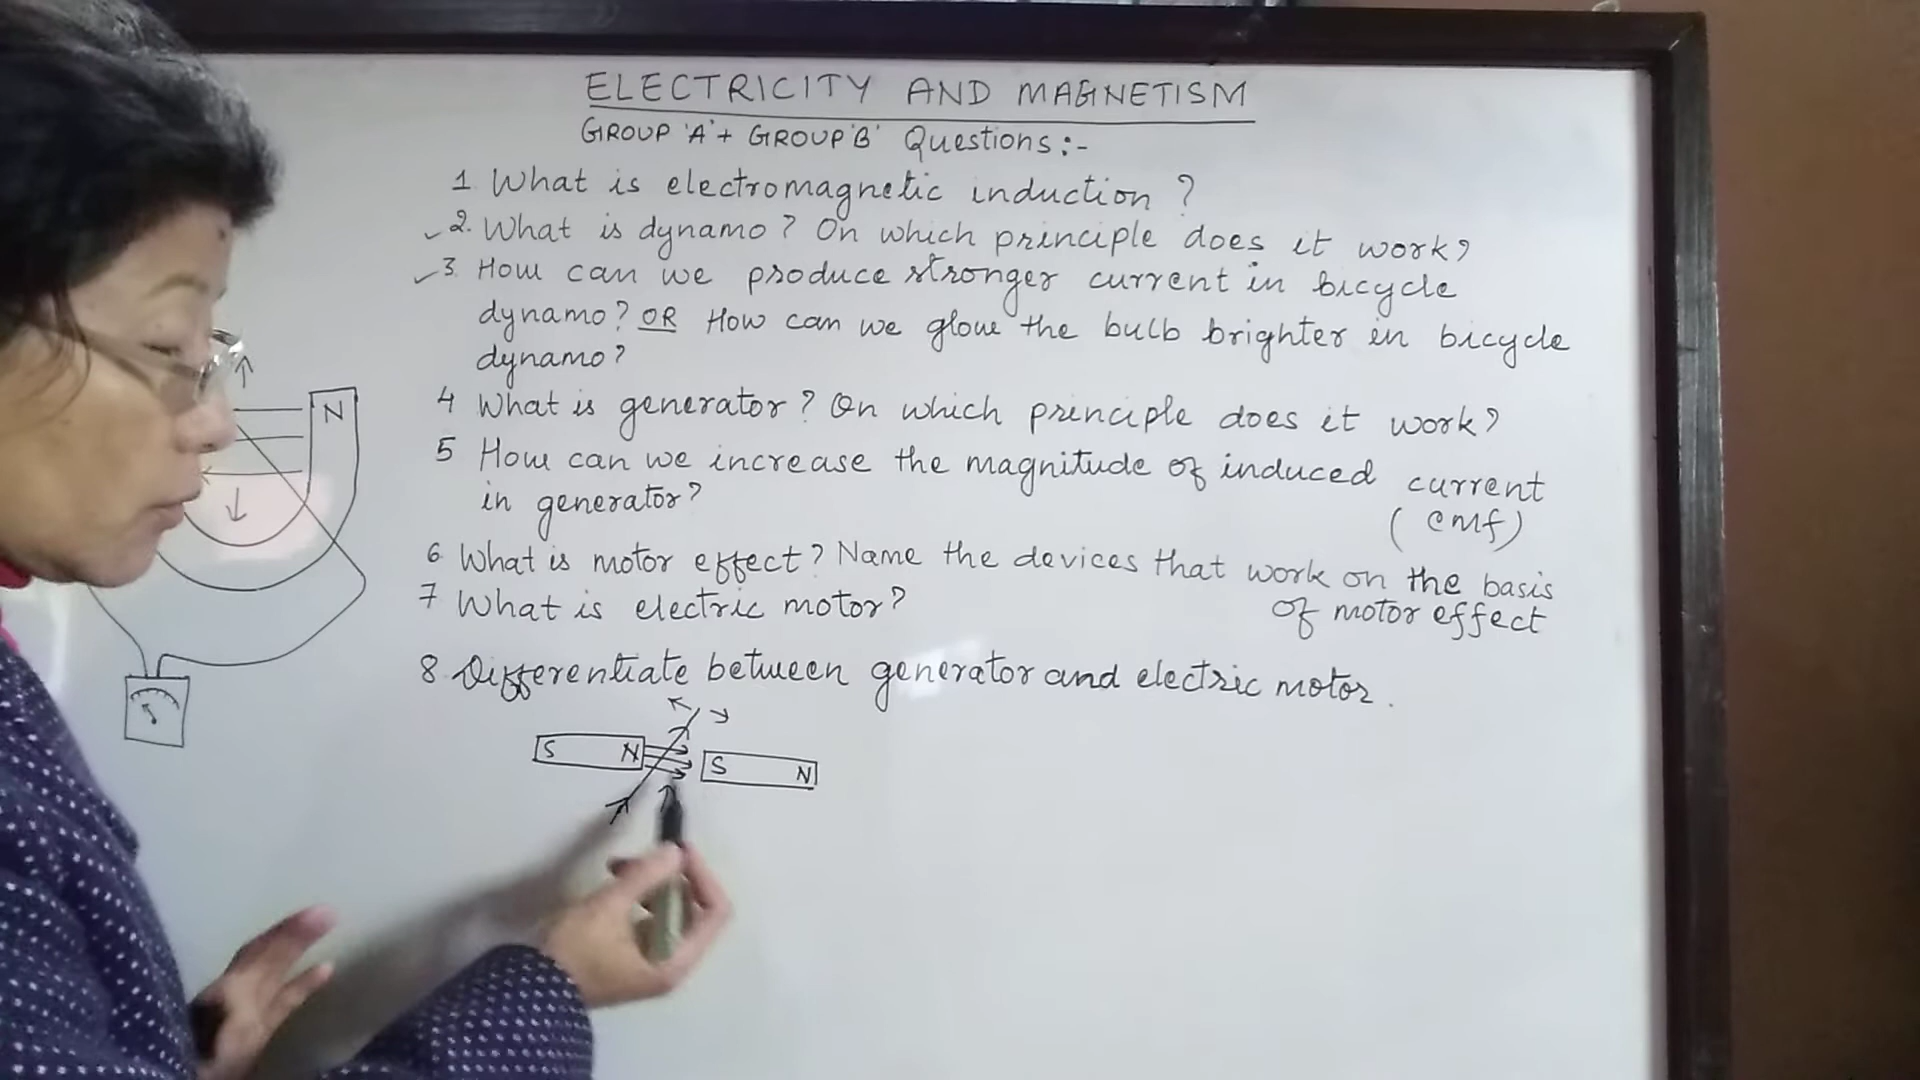 ELECTRICITY AND MAGNETISM
GROUP 'A' + GROUP 'B' Questions:-
1. What is electromagnetic induction?
2. What is dynamo? On which principle does it work?
3. How can we produce stronger current in bicycle
dynamo? OR How can we glow the bulb brighter in bicycle
dynamo?
4 What is generator? On which principle does it work?
5 How can we increase the magnitude of induced current
in generator? (emf)
6 What is motor effect? Name the devices that work on the basis
of motor effect
7 What is electric motor?
8. Differentiate between generator and electric motor.
N
S N S N